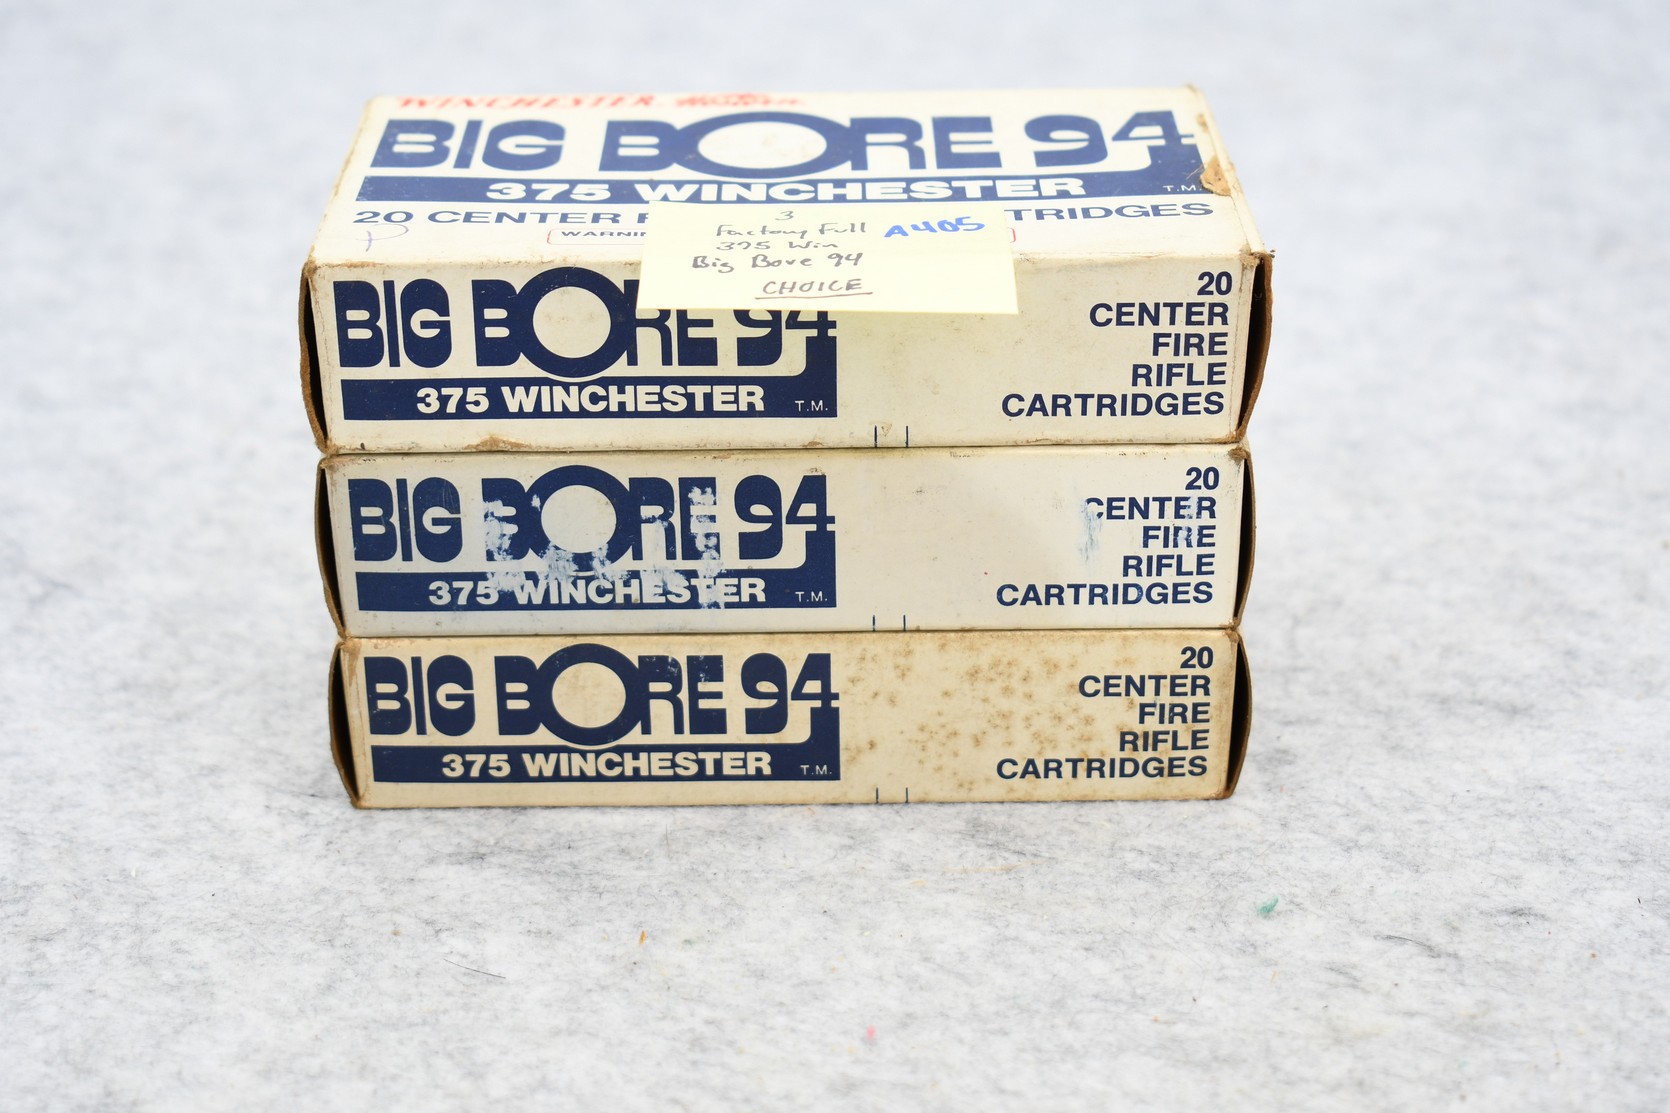 WINCHESTER Western
BIG BORE 94
375 WINCHESTER T.M.
20 CENTER F TRIDGES
WARNIN
3
Factory Full A405
375 Win
Big Bore 94
CHOICE
BIG BORE 94
375 WINCHESTER T.M.
20
CENTER
FIRE
RIFLE
CARTRIDGES
BIG BORE 94
375 WINCHESTER T.M.
20
CENTER
FIRE
RIFLE
CARTRIDGES
BIG BORE 94
375 WINCHESTER T.M.
20
CENTER
FIRE
RIFLE
CARTRIDGES